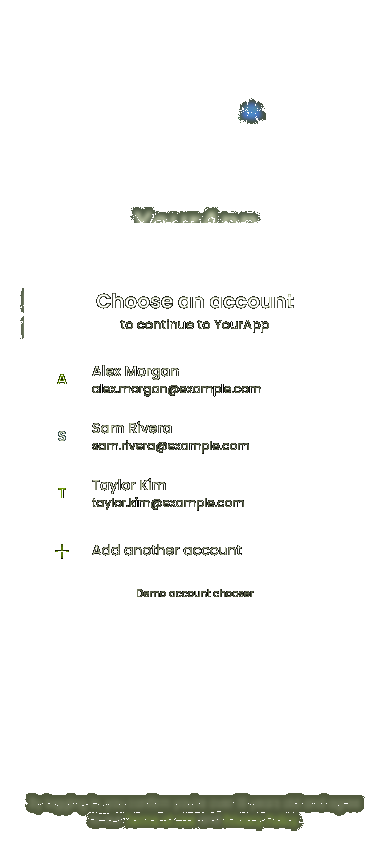 Choose an account
to continue to YourApp
A
Alex Morgan
alex.morgan@example.com
S
Sam Rivera
sam.rivera@example.com
T
Taylor Kim
taylor.kim@example.com
Add another account
Demo account chooser